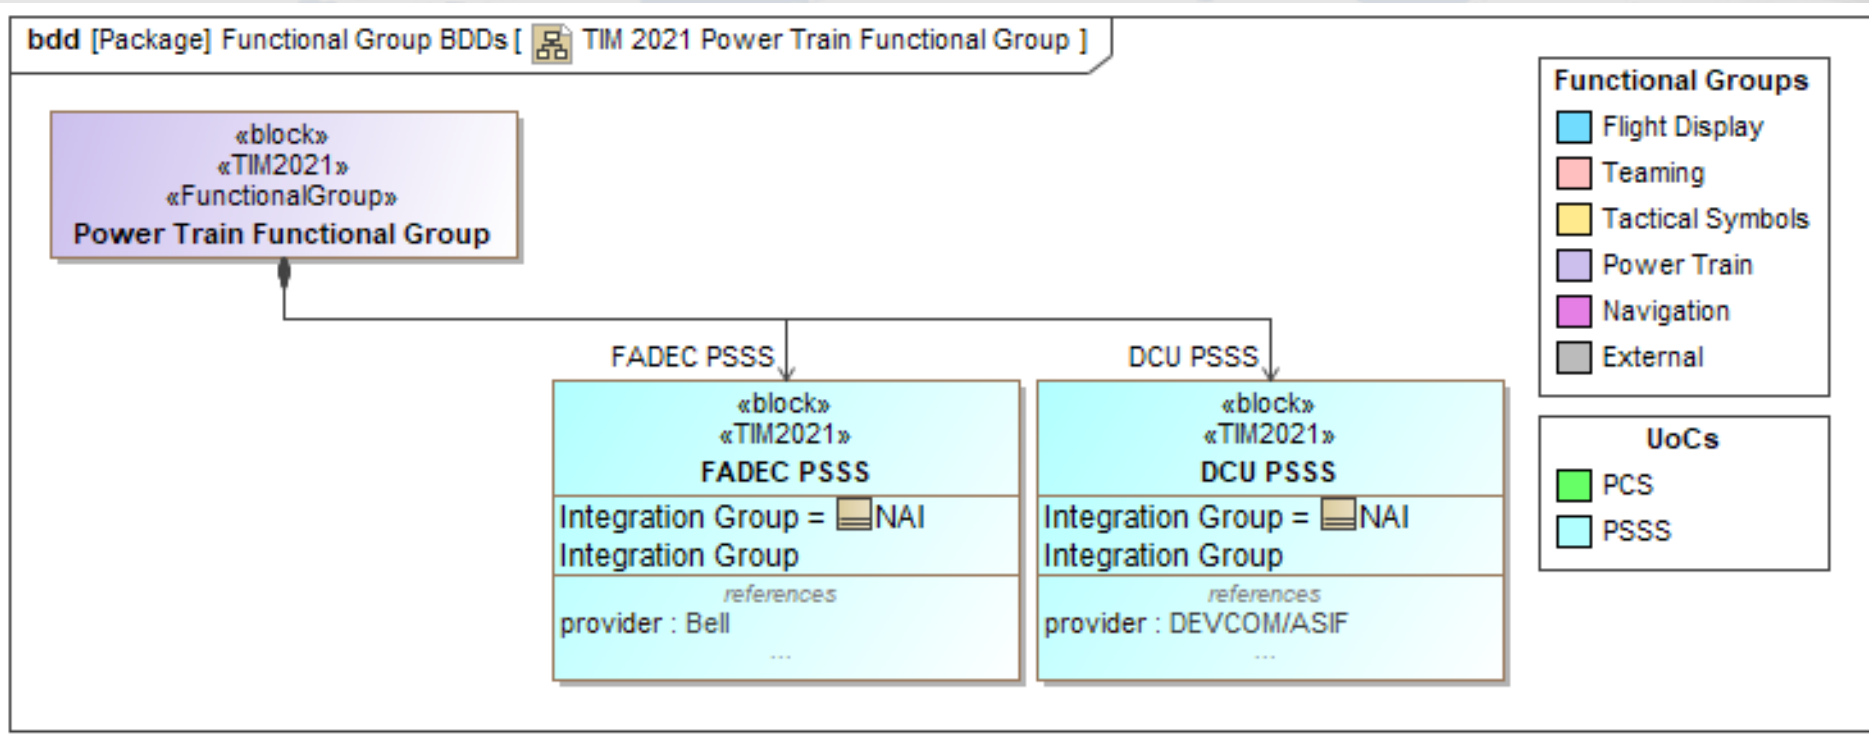 bdd [Package] Functional Group BDDs [ TIM 2021 Power Train Functional Group ]
«block»
«TIM2021»
«FunctionalGroup»
Power Train Functional Group
FADEC PSSS
DCU PSSS
«block»
«TIM2021»
FADEC PSSS
Integration Group = NAI
Integration Group
references
provider : Bell
...
«block»
«TIM2021»
DCU PSSS
Integration Group = NAI
Integration Group
references
provider : DEVCOM/ASIF
...
Functional Groups
Flight Display
Teaming
Tactical Symbols
Power Train
Navigation
External
UoCs
PCS
PSSS